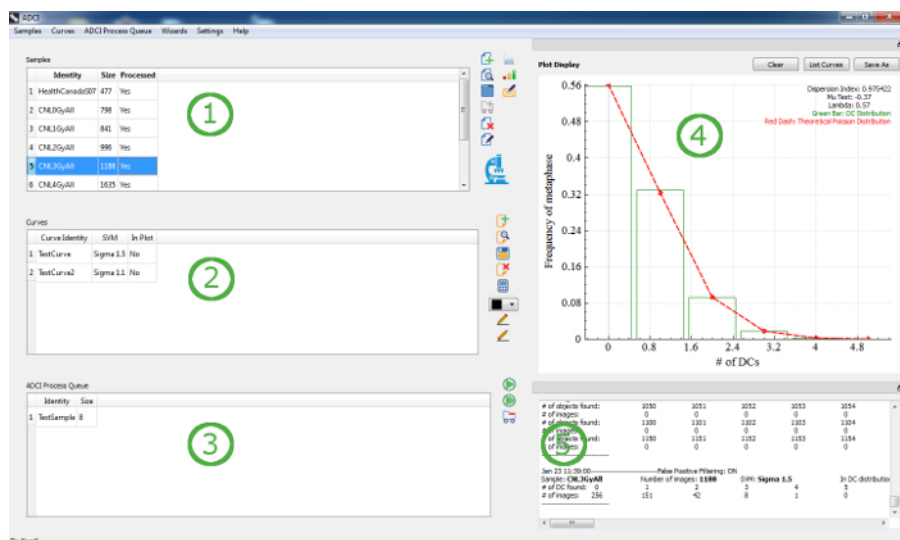 ADCI
Samples Curves ADCI Process Queue Wizards Settings Help
Samples
Identity Size Processed
1 HealthCanadaS07 477 Yes
2 CNL0GyAll 798 Yes
3 CNL1GyAll 841 Yes
4 CNL2GyAll 996 Yes
5 CNL3GyAll 1188 Yes
6 CNL4GyAll 1635 Yes
1
Curves
Curve Identity SVM In Plot
1 TestCurve Sigma 1.5 No
2 TestCurve2 Sigma 1.1 No
2
ADCI Process Queue
Identity Size
1 TestSample 8
3
Plot Display
Clear List Curves Save As
Dispersion Index: 0.975422
Mu Test: -0.37
Lambda: 0.57
Green Bar: DC Distribution
Red Dash: Theoretical Poisson Distribution
4
Frequency of metaphase
0.56
0.48
0.4
0.32
0.24
0.16
0.08
0
0 0.8 1.6 2.4 3.2 4 4.8
# of DCs
# of objects found: 1050 1051 1052 1053 1054
# of images: 0 0 0 0 0
# of objects found: 1100 1101 1102 1103 1104
# of images: 0 0 0 0 0
# of objects found: 1150 1151 1152 1153 1154
# of images: 0 0 0 0 0
5
Jan 23 11:39:00 False Positive Filtering: ON
Sample: CNL3GyAll Number of images: 1188 SVM: Sigma 1.5 In DC distribution
# of DC found: 0 1 2 3 4 5
# of images: 256 151 42 8 1 0